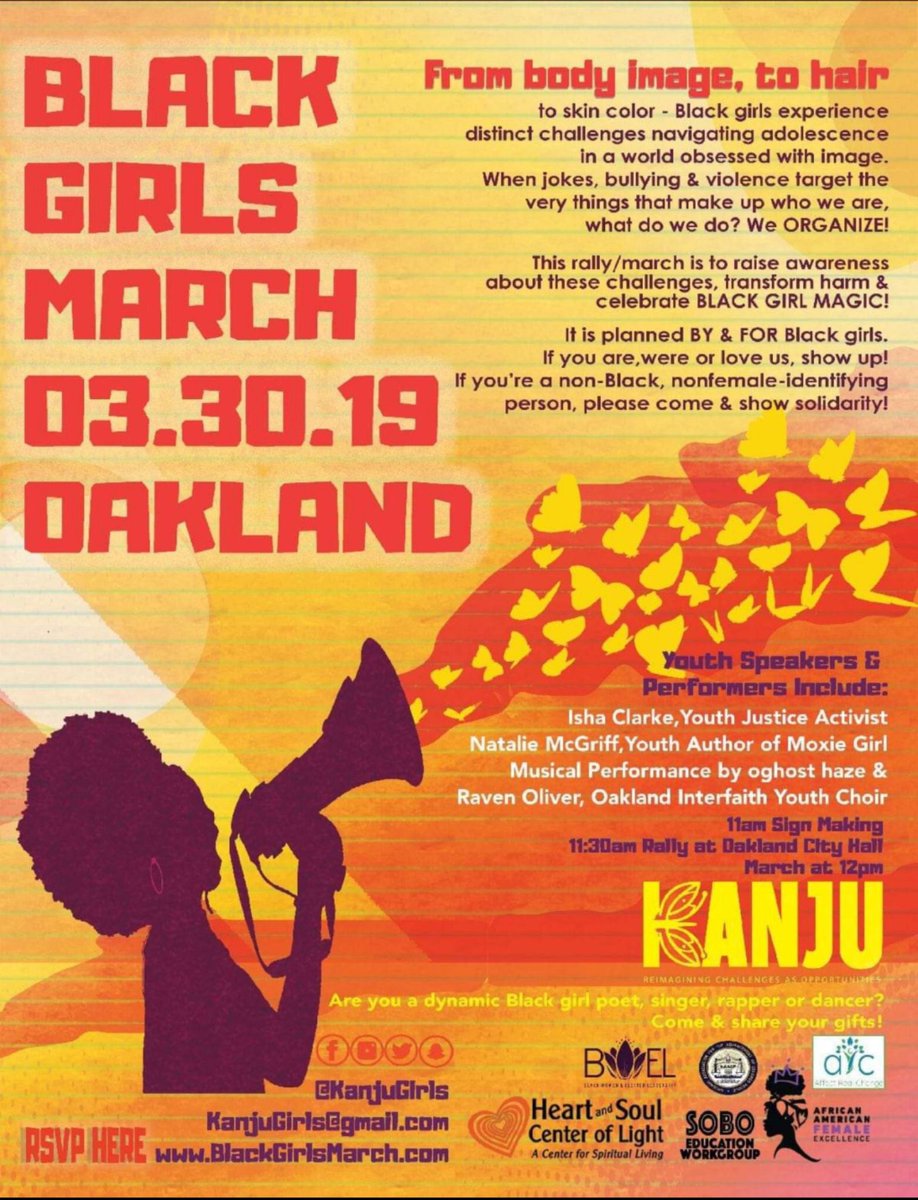 BLACK
GIRLS
MARCH
03.30.19
OAKLAND
From body image, to hair
to skin color - Black girls experience
distinct challenges navigating adolescence
in a world obsessed with image.
When jokes, bullying & violence target the
very things that make up who we are,
what do we do? We ORGANIZE!
This rally/march is to raise awareness
about these challenges, transform harm &
celebrate BLACK GIRL MAGIC!
It is planned BY & FOR Black girls.
If you are,were or love us, show up!
If you're a non-Black, nonfemale-identifying
person, please come & show solidarity!
Youth Speakers &
Performers Include:
Isha Clarke,Youth Justice Activist
Natalie McGriff,Youth Author of Moxie Girl
Musical Performance by oghost haze &
Raven Oliver, Oakland Interfaith Youth Choir
11am Sign Making
11:30am Rally at Oakland City Hall
March at 12pm
KANJU
REIMAGINING CHALLENGES AS OPPORTUNITIES
Are you a dynamic Black girl poet, singer, rapper or dancer?
Come & share your gifts!
@KanjuGirls
KanjuGirls@gmail.com
RSVP HERE www.BlackGirlsMarch.com
BWEL
Heart and Soul
Center of Light
A Center for Spiritual Living
SOBO
EDUCATION
WORKGROUP
arc
Affect Real Change
AFRICAN
AMERICAN
FEMALE
EXCELLENCE